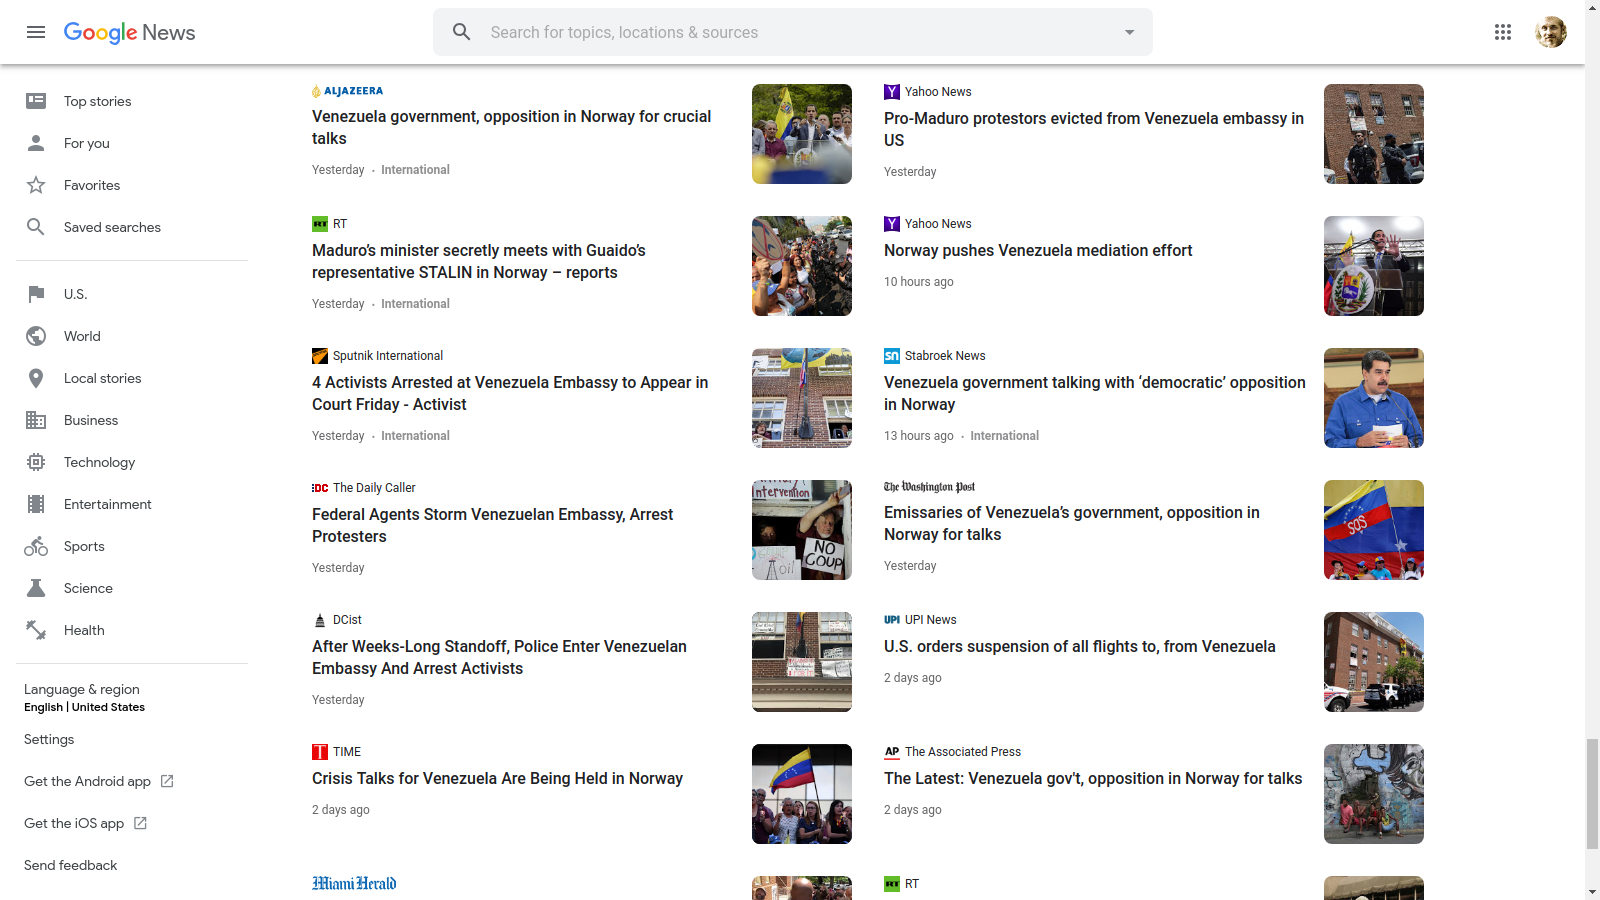 Google News
Search for topics, locations & sources
Top stories
For you
Favorites
Saved searches
U.S.
World
Local stories
Business
Technology
Entertainment
Sports
Science
Health
Language & region
English | United States
Settings
Get the Android app
Get the iOS app
Send feedback
ALJAZEERA
Venezuela government, opposition in Norway for crucial
talks
Yesterday • International
Yahoo News
Pro-Maduro protestors evicted from Venezuela embassy in
US
Yesterday
RT
RT
Maduro’s minister secretly meets with Guaido’s
representative STALIN in Norway – reports
Yesterday • International
Yahoo News
Norway pushes Venezuela mediation effort
10 hours ago
Sputnik International
4 Activists Arrested at Venezuela Embassy to Appear in
Court Friday - Activist
Yesterday • International
sn
Stabroek News
Venezuela government talking with ‘democratic’ opposition
in Norway
13 hours ago • International
:DC
The Daily Caller
Federal Agents Storm Venezuelan Embassy, Arrest
Protesters
Yesterday
Intervention
NO
COUP
oil
The Washington Post
Emissaries of Venezuela’s government, opposition in
Norway for talks
Yesterday
SOS
DCist
After Weeks-Long Standoff, Police Enter Venezuelan
Embassy And Arrest Activists
Yesterday
UPI
UPI News
U.S. orders suspension of all flights to, from Venezuela
2 days ago
T
TIME
Crisis Talks for Venezuela Are Being Held in Norway
2 days ago
AP
The Associated Press
The Latest: Venezuela gov't, opposition in Norway for talks
2 days ago
Miami Herald
RT
RT